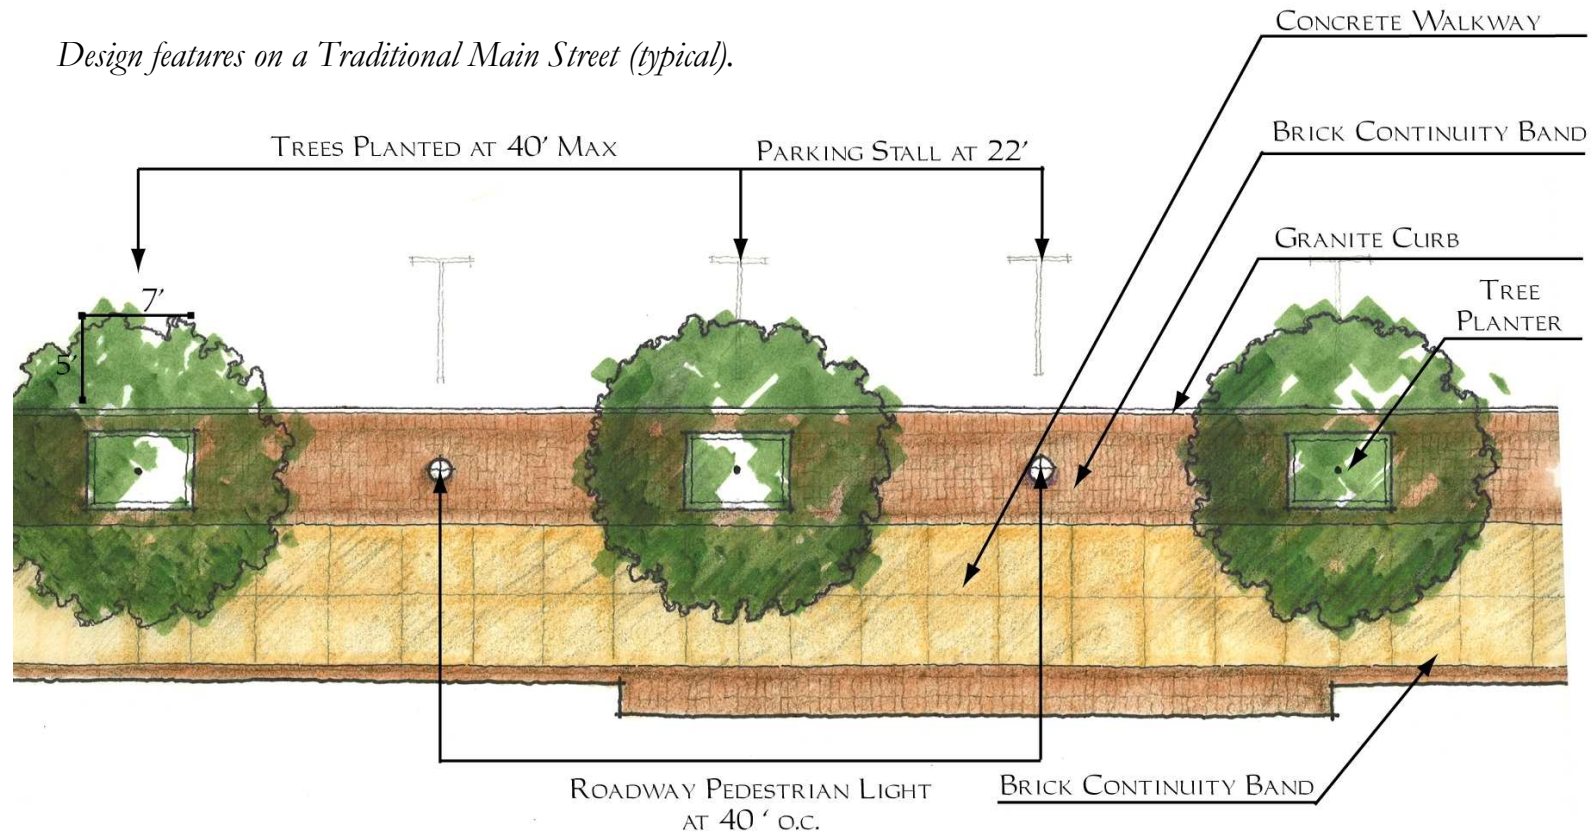 Design features on a Traditional Main Street (typical).
CONCRETE WALKWAY
BRICK CONTINUITY BAND
TREES PLANTED AT 40' MAX
PARKING STALL AT 22'
GRANITE CURB
TREE
PLANTER
7'
5'
ROADWAY PEDESTRIAN LIGHT
AT 40 ' O.C.
BRICK CONTINUITY BAND